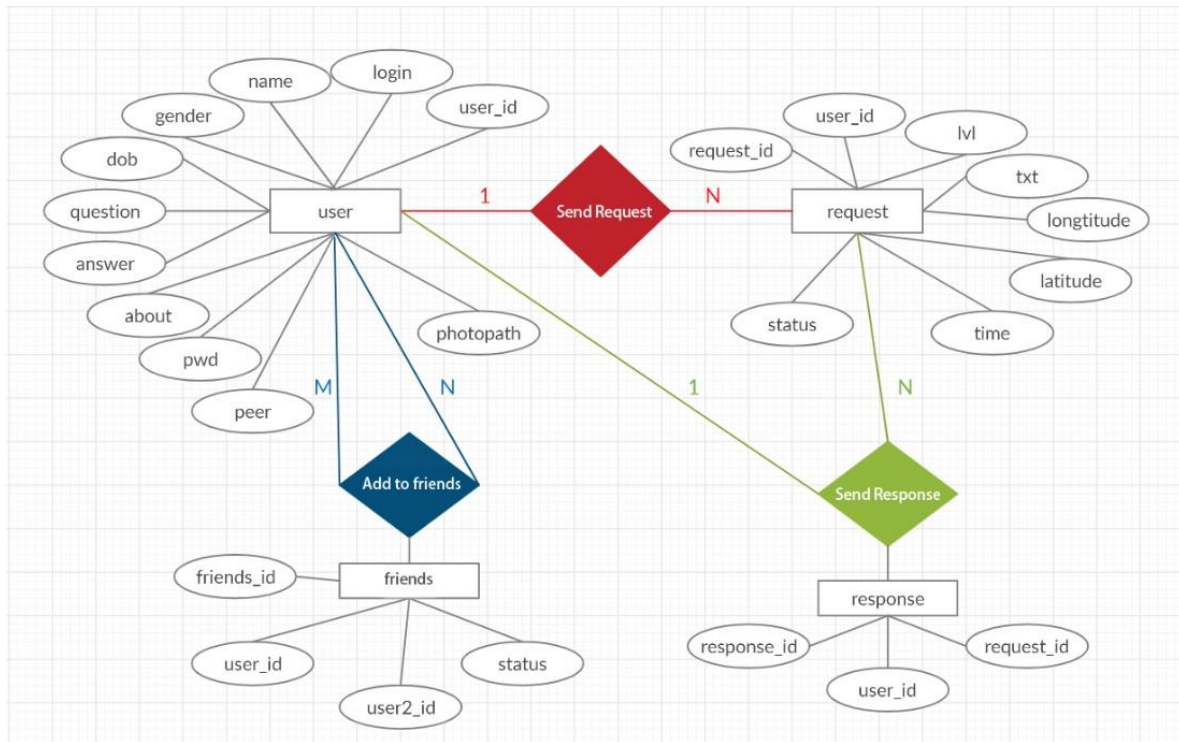 login
name
user_id
gender
dob
question
answer
about
pwd
peer
photopath
user
1
Send Request
N
request
user_id
lvl
request_id
txt
longtitude
latitude
time
status
M
N
1
N
Add to friends
Send Response
friends_id
friends
user_id
user2_id
status
response
response_id
user_id
request_id